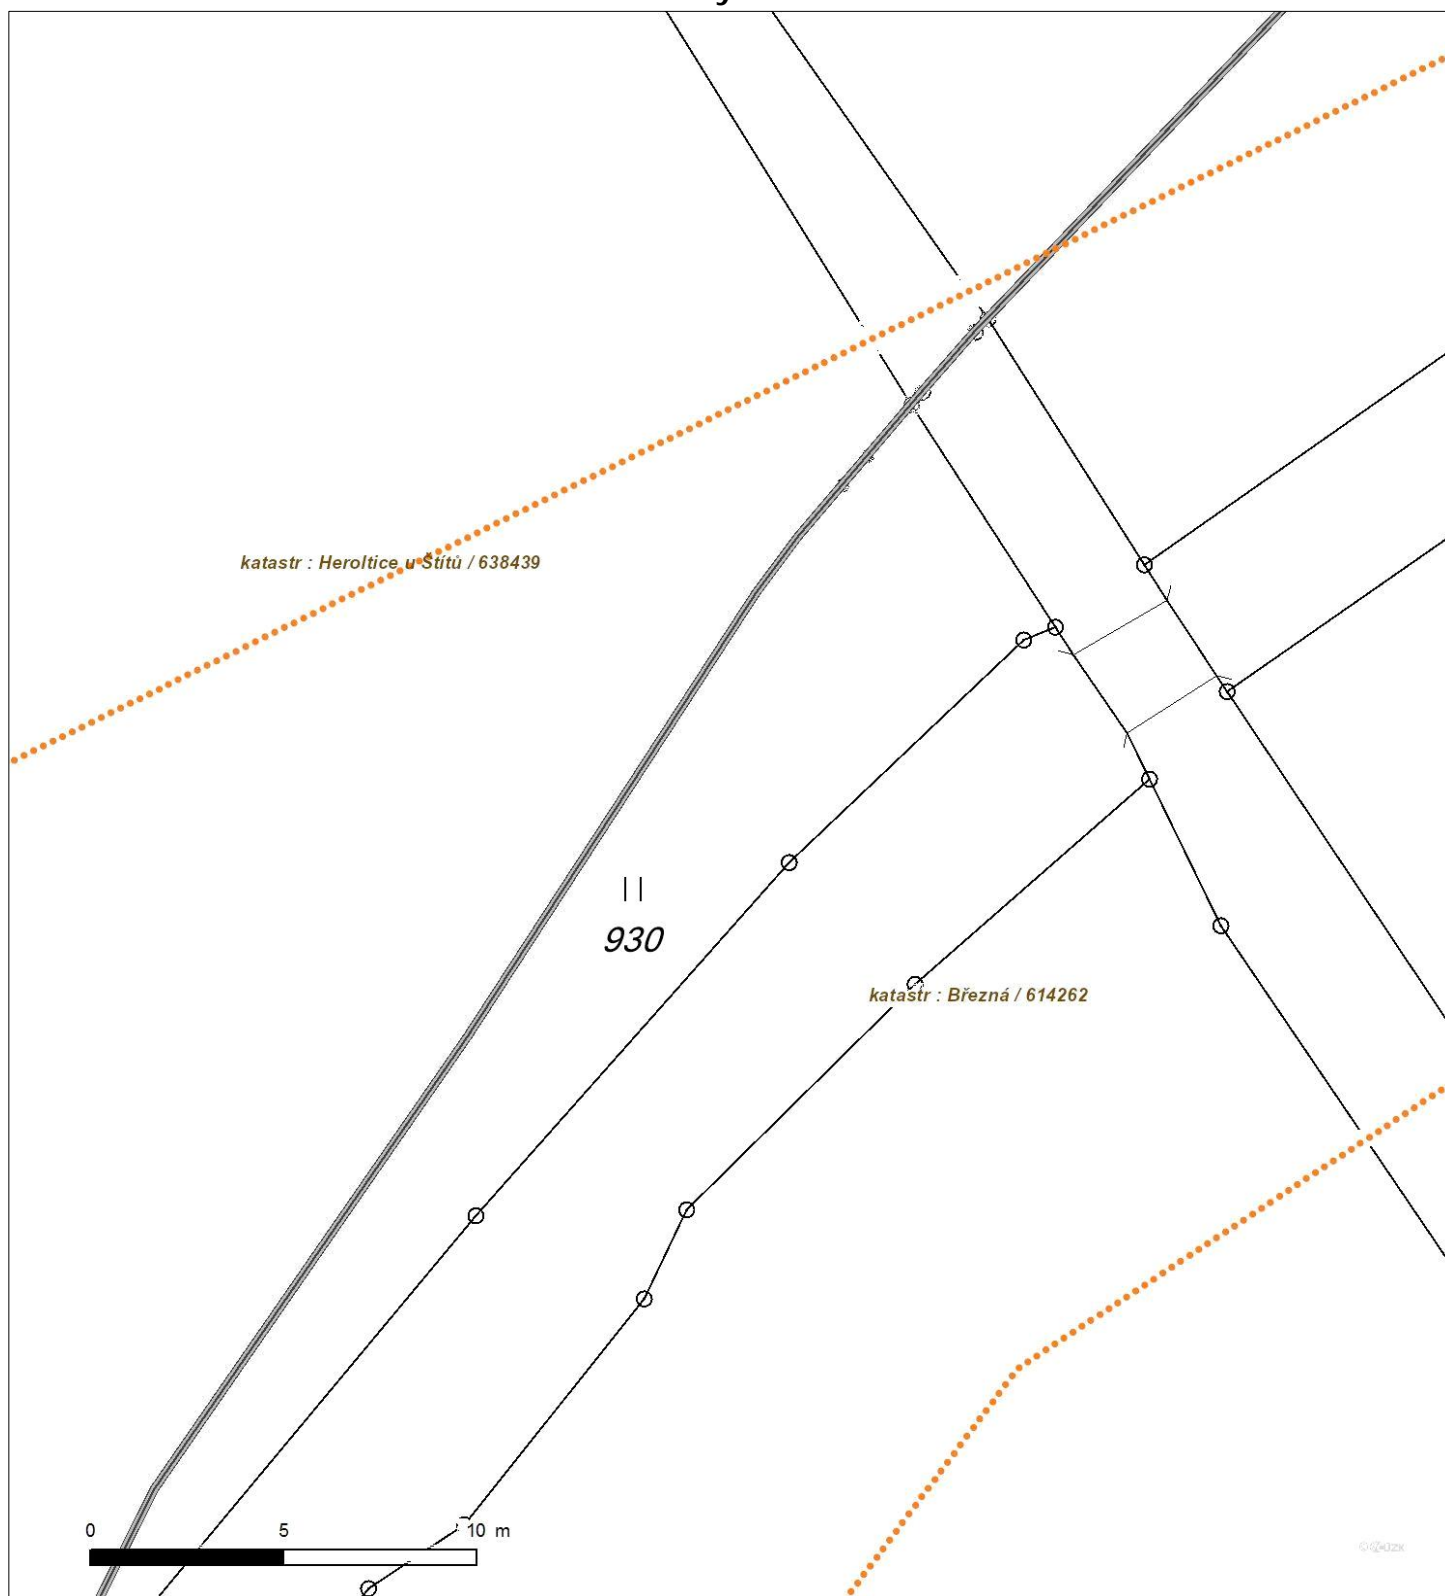 katastr : Heroltice u Štítů / 638439
930
katastr : Březná / 614262
0 5 10 m